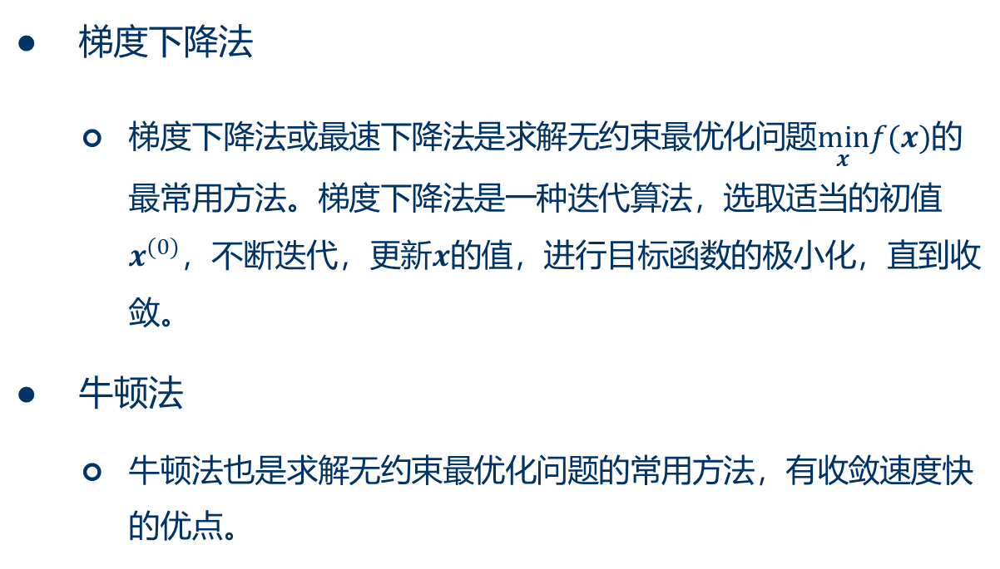 ● 梯度下降法
○ 梯度下降法或最速下降法是求解无约束最优化问题$\min_{\boldsymbol{x}} f(\boldsymbol{x})$的
最常用方法。梯度下降法是一种迭代算法，选取适当的初值
$\boldsymbol{x}^{(0)}$，不断迭代，更新$\boldsymbol{x}$的值，进行目标函数的极小化，直到收
敛。
● 牛顿法
○ 牛顿法也是求解无约束最优化问题的常用方法，有收敛速度快
的优点。